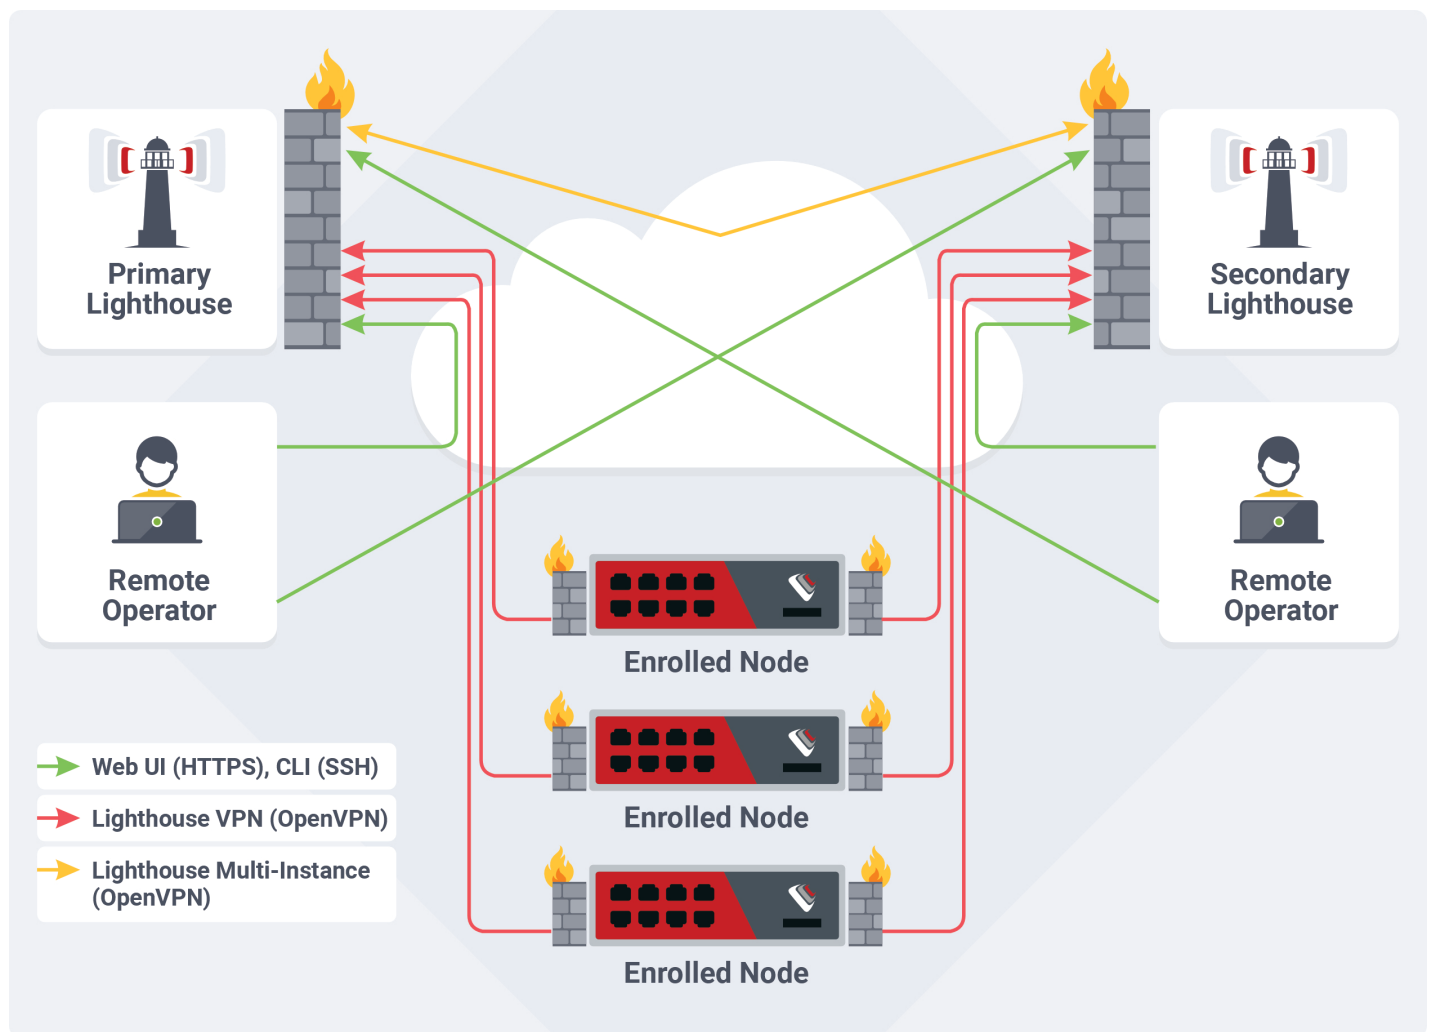 Primary
Lighthouse
Secondary
Lighthouse
Remote
Operator
Remote
Operator
Enrolled Node
Enrolled Node
Enrolled Node
Web UI (HTTPS), CLI (SSH)
Lighthouse VPN (OpenVPN)
Lighthouse Multi-Instance
(OpenVPN)